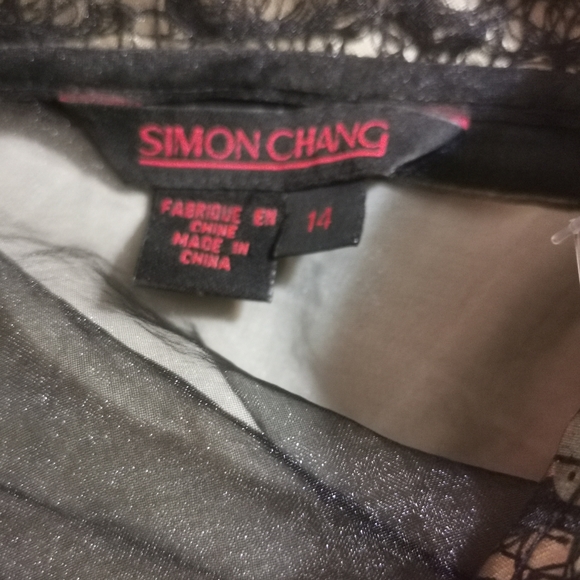 SIMON CHANG
FABRIQUE EN
CHINE
MADE IN
CHINA
14